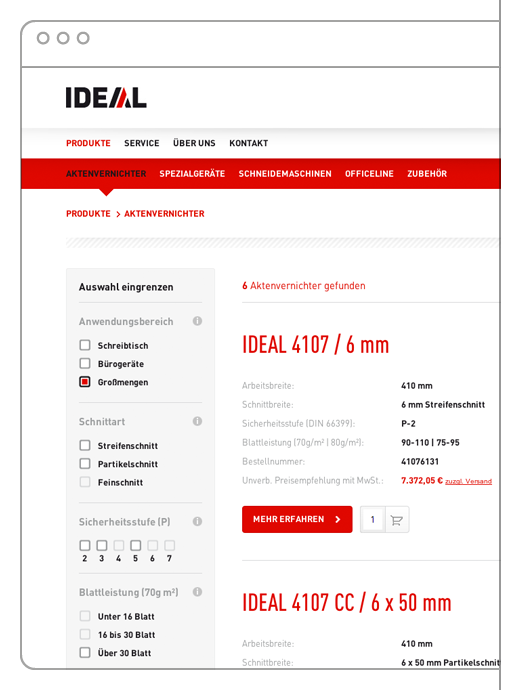 IDEAL
PRODUKTE SERVICE ÜBER UNS KONTAKT
AKTENVERNICHTER SPEZIALGERÄTE SCHNEIDEMASCHINEN OFFICELINE ZUBEHÖR
PRODUKTE > AKTENVERNICHTER
Auswahl eingrenzen
Anwendungsbereich i
Schreibtisch
Bürogeräte
Großmengen
Schnittart i
Streifenschnitt
Partikelschnitt
Feinschnitt
Sicherheitsstufe (P) i
2 3 4 5 6 7
Blattleistung (70g m²) i
Unter 16 Blatt
16 bis 30 Blatt
Über 30 Blatt
6 Aktenvernichter gefunden
IDEAL 4107 / 6 mm
Arbeitsbreite: 410 mm
Schnittbreite: 6 mm Streifenschnitt
Sicherheitsstufe (DIN 66399): P-2
Blattleistung (70g/m² | 80g/m²): 90-110 | 75-95
Bestellnummer: 41076131
Unverb. Preisempfehlung mit MwSt.: 7.372,05 € zuzgl. Versand
MEHR ERFAHREN > 1
IDEAL 4107 CC / 6 x 50 mm
Arbeitsbreite: 410 mm
Schnittbreite: 6 x 50 mm Partikelschnit